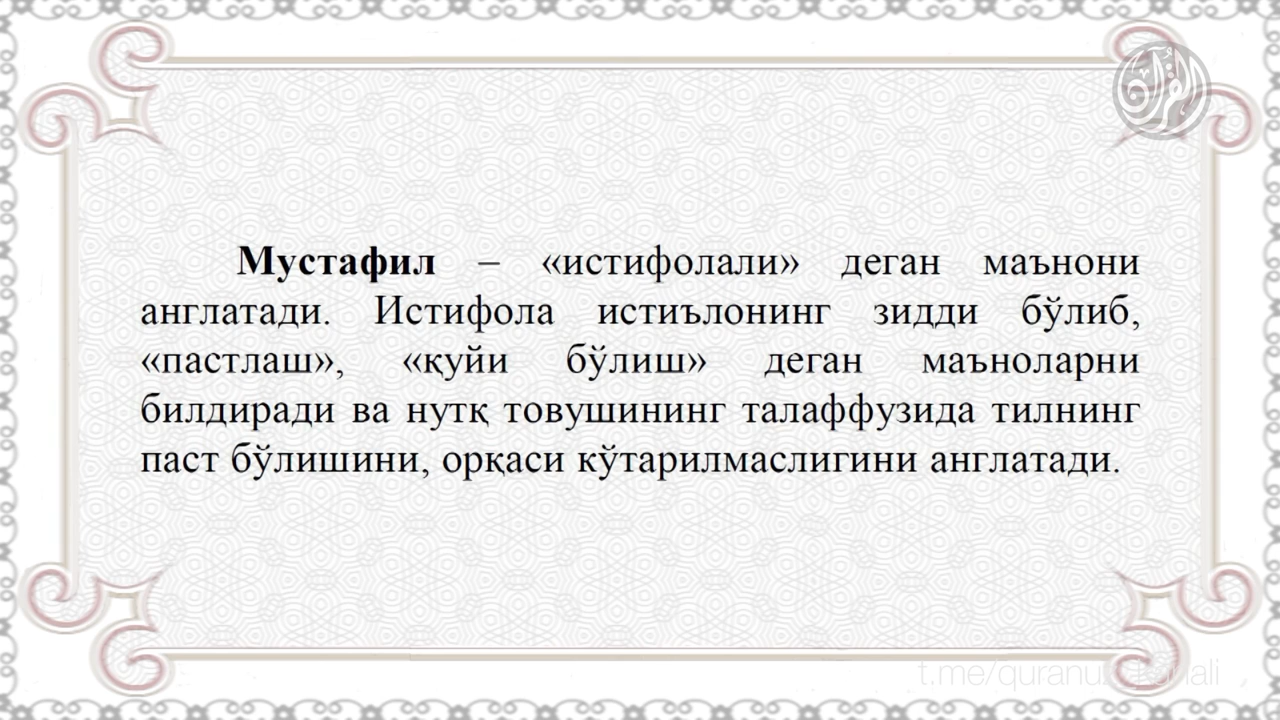 القرآن
Мустафил – «истифолали» деган маънони
англатади. Истифола истиълонинг зидди бўлиб,
«пастлаш», «қуйи бўлиш» деган маъноларни
билдиради ва нутқ товушининг талаффузида тилнинг
паст бўлишини, орқаси кўтарилмаслигини англатади.